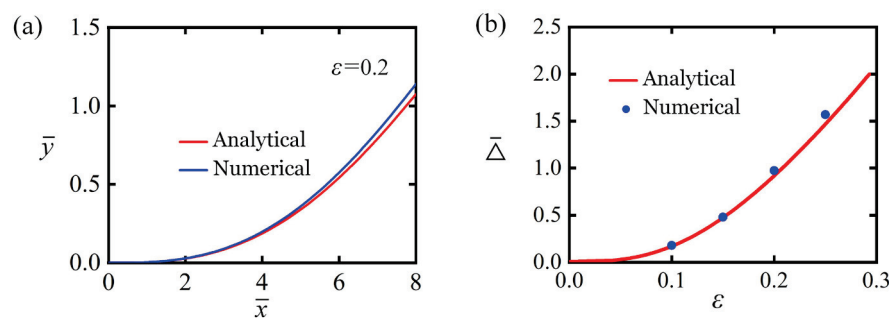 (a)
1.5
1.0
0.5
0.0
ȳ
ε=0.2
Analytical
Numerical
0 2 4 6 8
x̄
(b)
2.5
2.0
1.5
1.0
0.5
0.0
Δ̄
Analytical
Numerical
0.0 0.1 0.2 0.3
ε